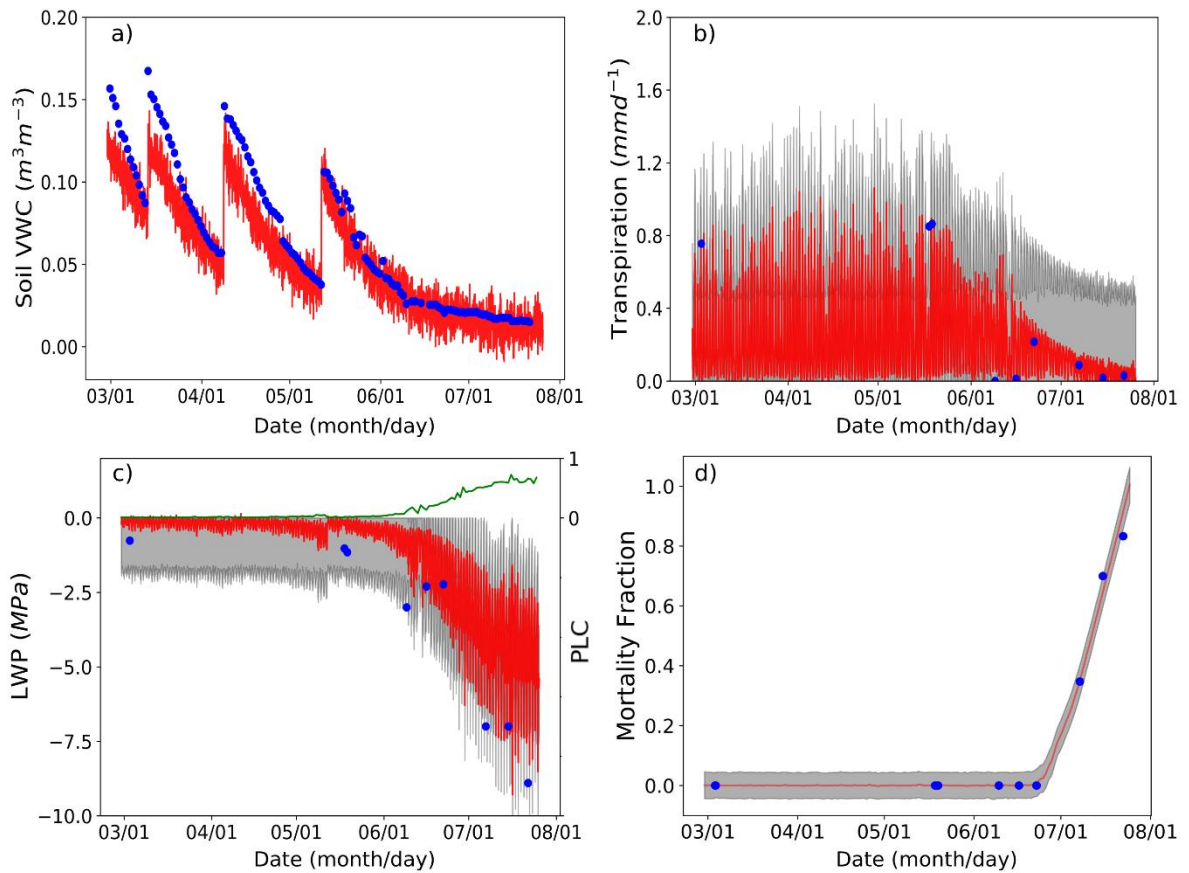 a)
0.20
0.15
0.10
0.05
0.00
Soil VWC (m³m⁻³)
03/01 04/01 05/01 06/01 07/01 08/01
Date (month/day)
b)
2.0
1.6
1.2
0.8
0.4
0.0
Transpiration (mmd⁻¹)
03/01 04/01 05/01 06/01 07/01 08/01
Date (month/day)
c)
0.0
−2.5
−5.0
−7.5
−10.0
LWP (MPa)
1
0
PLC
03/01 04/01 05/01 06/01 07/01 08/01
Date (month/day)
d)
1.0
0.8
0.6
0.4
0.2
0.0
Mortality Fraction
03/01 04/01 05/01 06/01 07/01 08/01
Date (month/day)